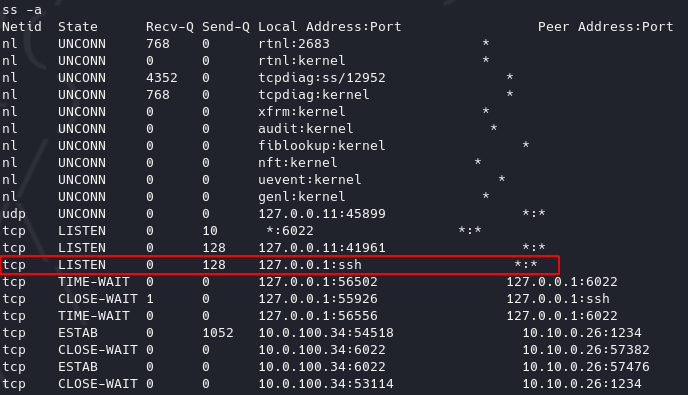 ss -a
Netid State Recv-Q Send-Q Local Address:Port Peer Address:Port
nl UNCONN 768 0 rtnl:2683 *
nl UNCONN 0 0 rtnl:kernel *
nl UNCONN 4352 0 tcpdiag:ss/12952 *
nl UNCONN 768 0 tcpdiag:kernel *
nl UNCONN 0 0 xfrm:kernel *
nl UNCONN 0 0 audit:kernel *
nl UNCONN 0 0 fiblookup:kernel *
nl UNCONN 0 0 nft:kernel *
nl UNCONN 0 0 uevent:kernel *
nl UNCONN 0 0 genl:kernel *
udp UNCONN 0 0 127.0.0.11:45899 *:*
tcp LISTEN 0 10 *:6022 *:*
tcp LISTEN 0 128 127.0.0.11:41961 *:*
tcp LISTEN 0 128 127.0.0.1:ssh *:*
tcp TIME-WAIT 0 0 127.0.0.1:56502 127.0.0.1:6022
tcp CLOSE-WAIT 1 0 127.0.0.1:55926 127.0.0.1:ssh
tcp TIME-WAIT 0 0 127.0.0.1:56556 127.0.0.1:6022
tcp ESTAB 0 1052 10.0.100.34:54518 10.10.0.26:1234
tcp CLOSE-WAIT 0 0 10.0.100.34:6022 10.10.0.26:57382
tcp ESTAB 0 0 10.0.100.34:6022 10.10.0.26:57476
tcp CLOSE-WAIT 0 0 10.0.100.34:53114 10.10.0.26:1234